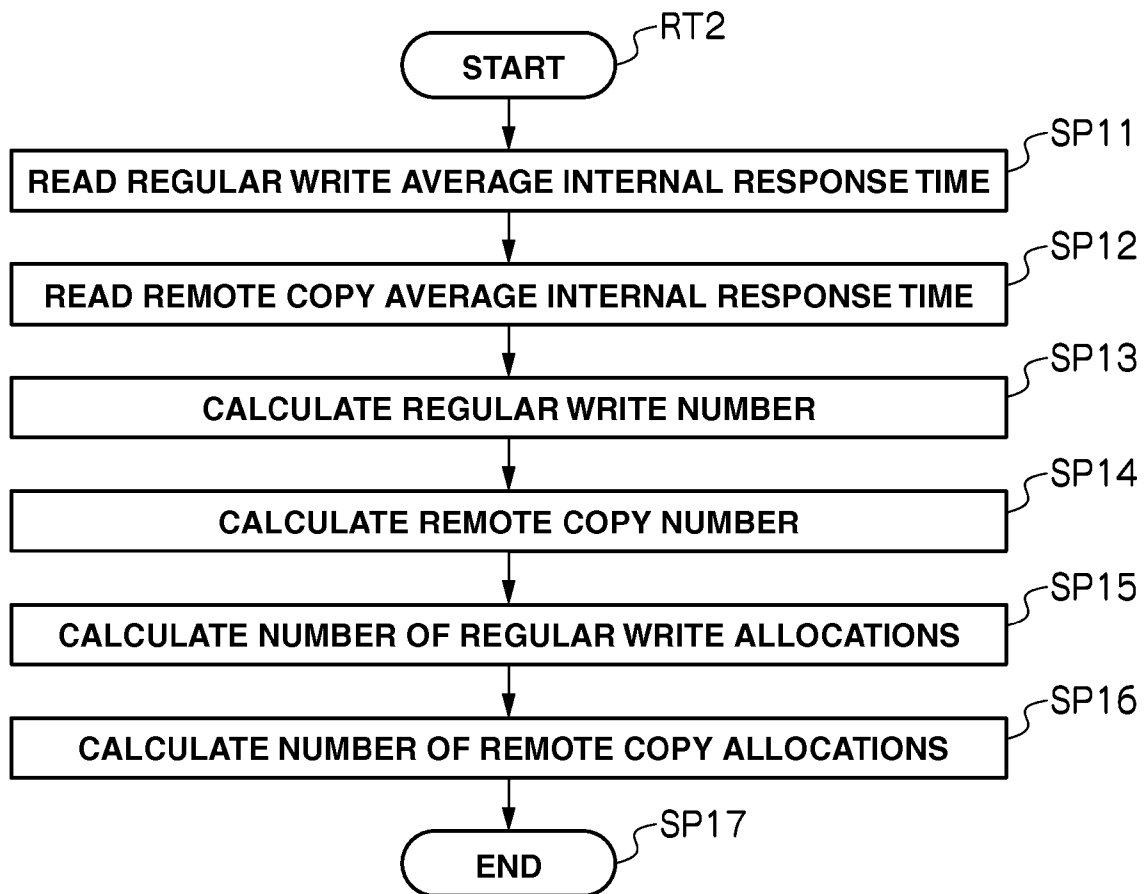 RT2
START
SP11
READ REGULAR WRITE AVERAGE INTERNAL RESPONSE TIME
SP12
READ REMOTE COPY AVERAGE INTERNAL RESPONSE TIME
SP13
CALCULATE REGULAR WRITE NUMBER
SP14
CALCULATE REMOTE COPY NUMBER
SP15
CALCULATE NUMBER OF REGULAR WRITE ALLOCATIONS
SP16
CALCULATE NUMBER OF REMOTE COPY ALLOCATIONS
SP17
END